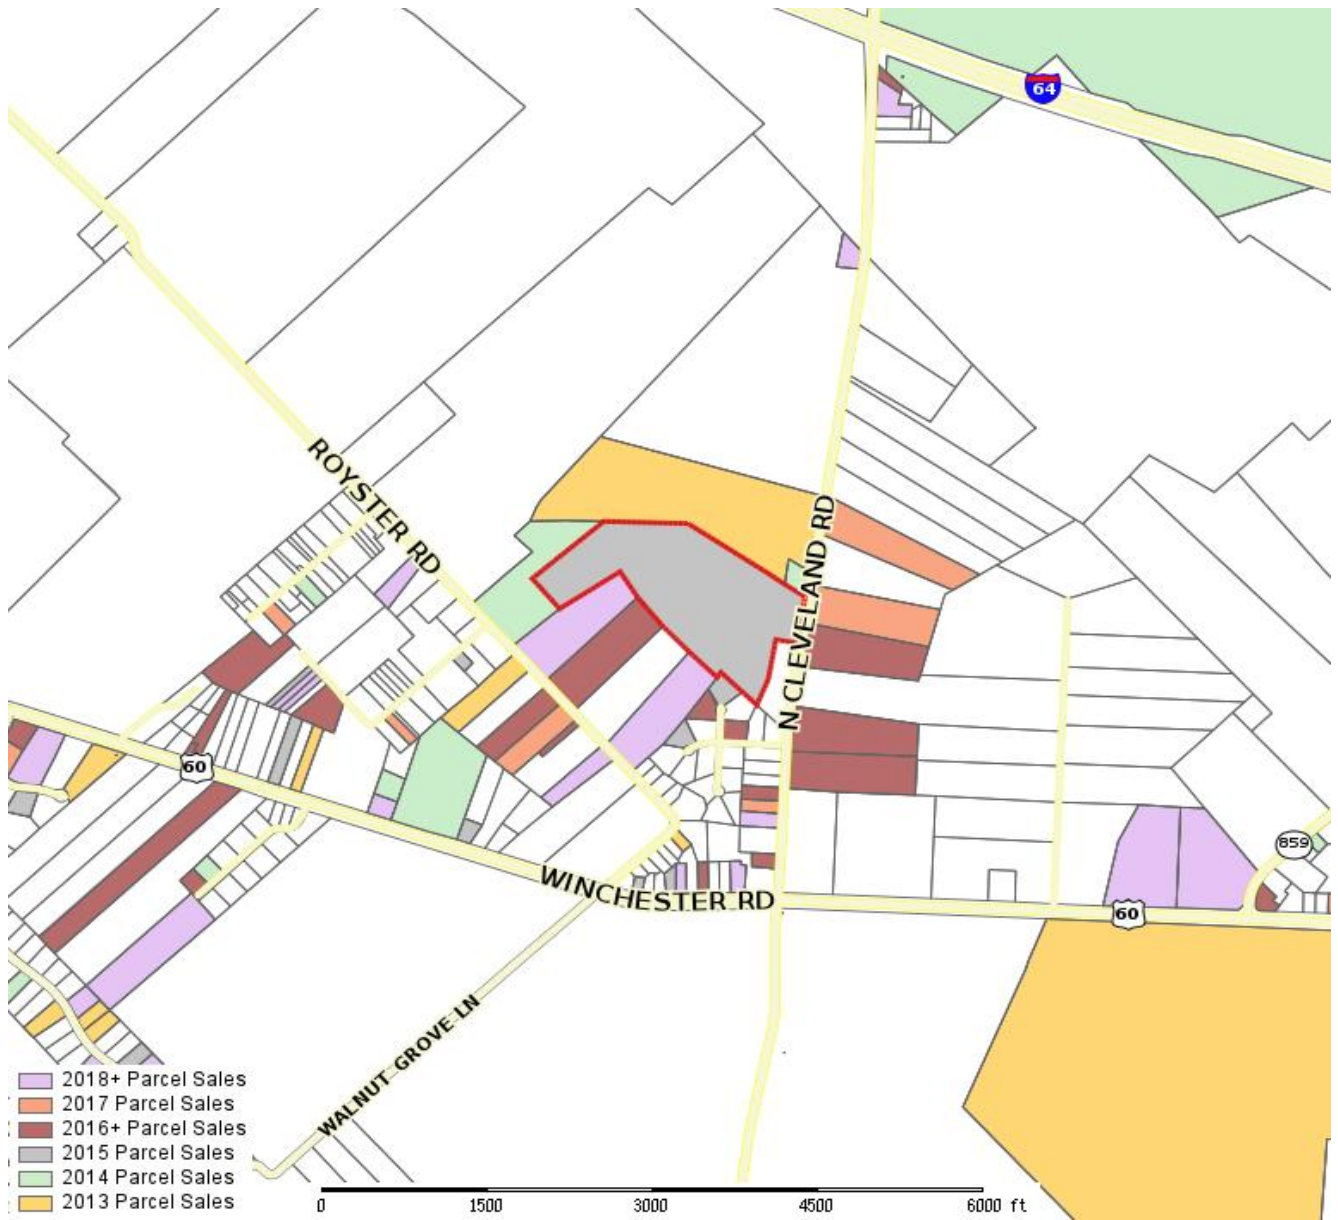 64
ROYSTER RD
N CLEVELAND RD
60
859
WINCHESTER RD
60
WALNUT GROVE LN
2018+ Parcel Sales
2017 Parcel Sales
2016+ Parcel Sales
2015 Parcel Sales
2014 Parcel Sales
2013 Parcel Sales
0 1500 3000 4500 6000 ft